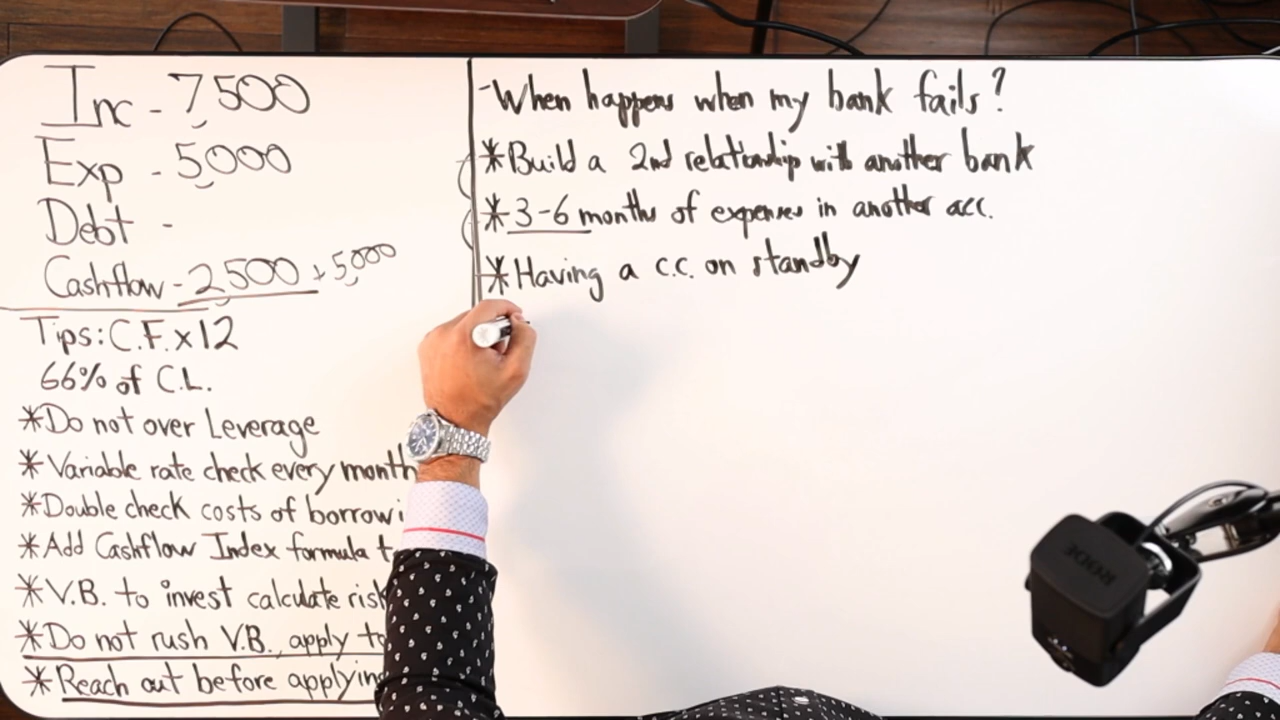 Inc - 7,500
Exp - 5,000
Debt -
Cashflow - 2,500 + 5,000
Tips: C.F. x 12
66% of C.L.
*Do not over Leverage
*Variable rate check every month
*Double check costs of borrowi
*Add Cashflow Index formula t
*V.B. to invest calculate risk
*Do not rush V.B., apply to
*Reach out before applying
-When happens when my bank fails?
*Build a 2nd relationship with another bank
*3-6 months of expenses in another acc.
*Having a c.c. on standby
RODE